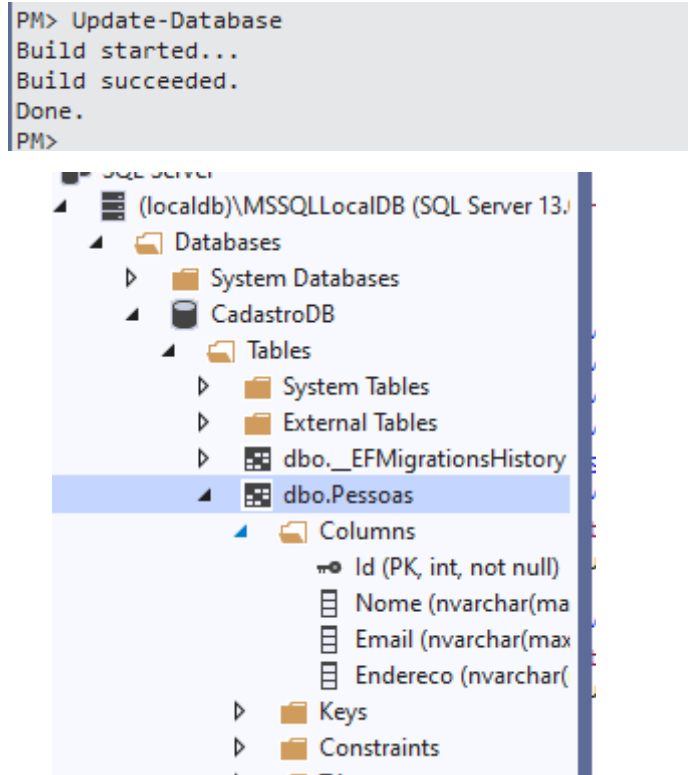 PM> Update-Database
Build started...
Build succeeded.
Done.
PM>
SQL Server
(localdb)\MSSQLLocalDB (SQL Server 13.
Databases
System Databases
CadastroDB
Tables
System Tables
External Tables
dbo.__EFMigrationsHistory
dbo.Pessoas
Columns
Id (PK, int, not null)
Nome (nvarchar(ma
Email (nvarchar(max
Endereco (nvarchar(
Keys
Constraints